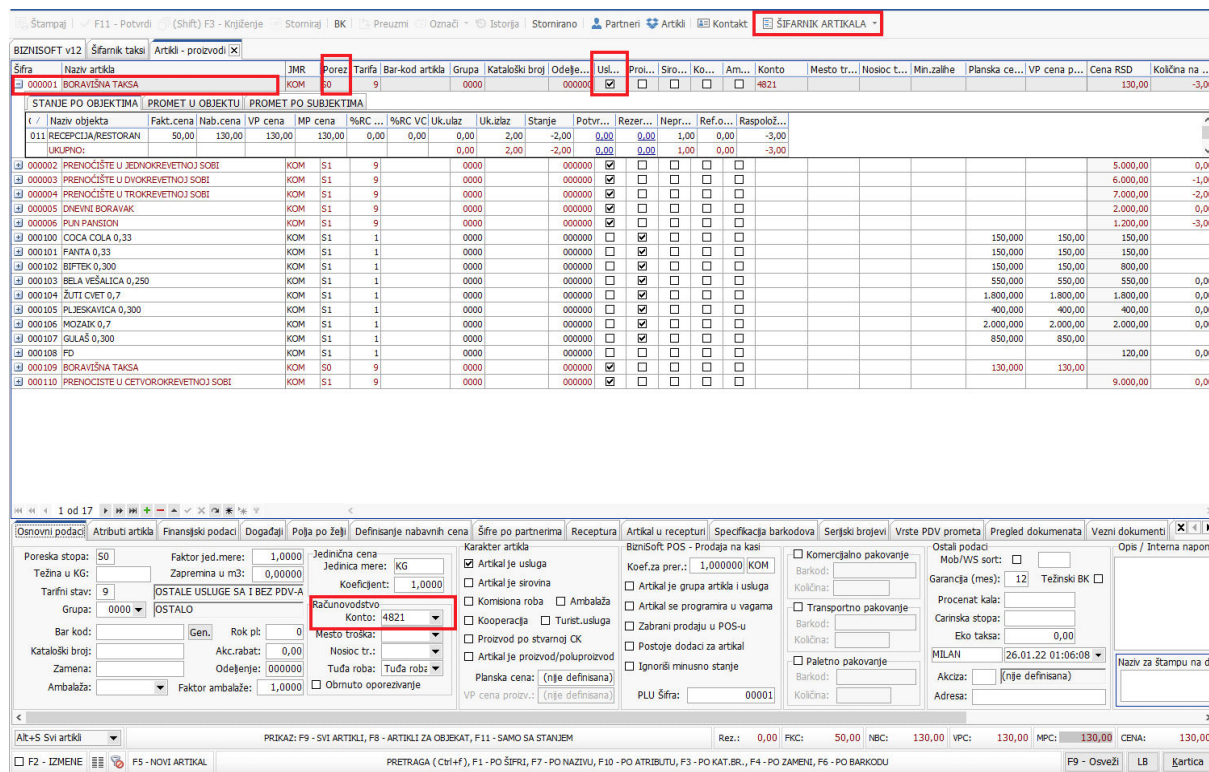 Štampaj F11 - Potvrdi (Shift) F3 - Knjiženje Storniraj BK Preuzmi Označi Istorija Stornirano Partneri Artikli Kontakt ŠIFARNIK ARTIKALA
BIZNISOFT v12 Šifarnik taksi Artikli - proizvodi
Šifra Naziv artikla JMR Porez Tarifa Bar-kod artikla Grupa Kataloški broj Odelje... Usl... Proi... Siro... Ko... Am... Konto Mesto tr... Nosioc t... Min.zalihe Planska ce... VP cena p... Cena RSD Količina na ...
000001 BORAVIŠNA TAKSA KOM S0 9 0000 000000 4821 130,00 -3,0
STANJE PO OBJEKTIMA PROMET U OBJEKTU PROMET PO SUBJEKTIMA
Naziv objekta Fakt.cena Nab.cena VP cena MP cena %RC ... %RC VC Uk.ulaz Uk.izlaz Stanje Potvr... Rezer... Nepr... Ref.o... Raspolož...
011 RECEPCIJA/RESTORAN 50,00 130,00 130,00 130,00 0,00 0,00 0,00 2,00 -2,00 0,00 0,00 1,00 0,00 -3,00
UKUPNO: 0,00 2,00 -2,00 0,00 0,00 1,00 0,00 -3,00
000002 PRENOĆIŠTE U JEDNOKREVETNOJ SOBI KOM S1 9 0000 000000 5.000,00 0,0
000003 PRENOĆIŠTE U DVOKREVETNOJ SOBI KOM S1 9 0000 000000 6.000,00 -1,0
000004 PRENOĆIŠTE U TROKREVETNOJ SOBI KOM S1 9 0000 000000 7.000,00 -2,0
000005 DNEVNI BORAVAK KOM S1 9 0000 000000 2.000,00 0,0
000006 PUN PANSION KOM S1 9 0000 000000 1.200,00 -3,0
000100 COCA COLA 0,33 KOM S1 1 0000 000000 150,000 150,00 150,00
000101 FANTA 0,33 KOM S1 1 0000 000000 150,000 150,00 150,00
000102 BIFTEK 0,300 KOM S1 1 0000 000000 150,000 150,00 800,00
000103 BELA VEŠALICA 0,250 KOM S1 1 0000 000000 550,000 550,00 550,00 0,0
000104 ŽUTI CVET 0,7 KOM S1 1 0000 000000 1.800,000 1.800,00 1.800,00 0,0
000105 PLJESKAVICA 0,300 KOM S1 1 0000 000000 400,000 400,00 400,00 0,0
000106 MOZAIK 0,7 KOM S1 1 0000 000000 2.000,000 2.000,00 2.000,00 0,0
000107 GULAŠ 0,300 KOM S1 1 0000 000000 850,000 850,00
000108 FD KOM S1 1 0000 000000 120,00 0,0
000109 BORAVIŠNA TAKSA KOM S0 9 0000 000000 130,000 130,00
000110 PRENOCISTE U CETVOROKREVETNOJ SOBI KOM S1 9 0000 000000 9.000,00 0,0
1 od 17
Osnovni podaci Atributi artikla Finansijski podaci Događaji Polja po želji Definisanje nabavnih cena Šifre po partnerima Receptura Artikal u recepturi Specifikacija barkodova Serijski brojevi Vrste PDV prometa Pregled dokumenata Vezni dokumenti
Poreska stopa: S0 Faktor jed.mere: 1,0000
Težina u KG: Zapremina u m3: 0,00000
Tarifni stav: 9 OSTALE USLUGE SA I BEZ PDV-A
Grupa: 0000 OSTALO
Bar kod: Gen. Rok pl: 0
Kataloški broj: Akc.rabat: 0,00
Zamena: Odeljenje: 000000
Ambalaža: Faktor ambalaže: 1,0000
Jedinična cena
Jedinica mere: KG
Koeficijent: 1,0000
Računovodstvo
Konto: 4821
Mesto troška:
Nosioc tr.:
Tuđa roba: Tuđa roba
Obrnuto oporezivanje
Karakter artikla
Artikal je usluga
Artikal je sirovina
Komisiona roba Ambalaža
Kooperacija Turist.usluga
Proizvod po stvarnoj CK
Artikal je proizvod/poluproizvod
Planska cena: (nije definisana)
VP cena proizv.: (nije definisana)
BizniSoft POS - Prodaja na kasi
Koef.za prer.: 1,000000 KOM
Artikal je grupa artikla i usluga
Artikal se programira u vagama
Zabrani prodaju u POS-u
Postoje dodaci za artikal
Ignoriši minusno stanje
PLU Šifra: 00001
Komercijalno pakovanje
Barkod:
Količina:
Transportno pakovanje
Barkod:
Količina:
Paletno pakovanje
Barkod:
Količina:
Ostali podaci
Mob/WS sort:
Garancija (mes): 12 Težinski BK
Procenat kala:
Carinska stopa:
Eko taksa: 0,00
MILAN 26.01.22 01:06:08
Akciza: (nije definisana)
Adresa:
Opis / Interna napon
Naziv za štampu na d
Alt+S Svi artikli PRIKAZ: F9 - SVI ARTIKLI, F8 - ARTIKLI ZA OBJEKAT, F11 - SAMO SA STANJEM Rez.: 0,00 FKC: 50,00 NBC: 130,00 VPC: 130,00 MPC: 130,00 CENA: 130,00
F2 - IZMENE F5 - NOVI ARTIKAL PRETRAGA (Ctrl+f), F1 - PO ŠIFRI, F7 - PO NAZIVU, F10 - PO ATRIBUTU, F3 - PO KAT.BR., F4 - PO ZAMENI, F6 - PO BARKODU F9 - Osveži LB Kartica